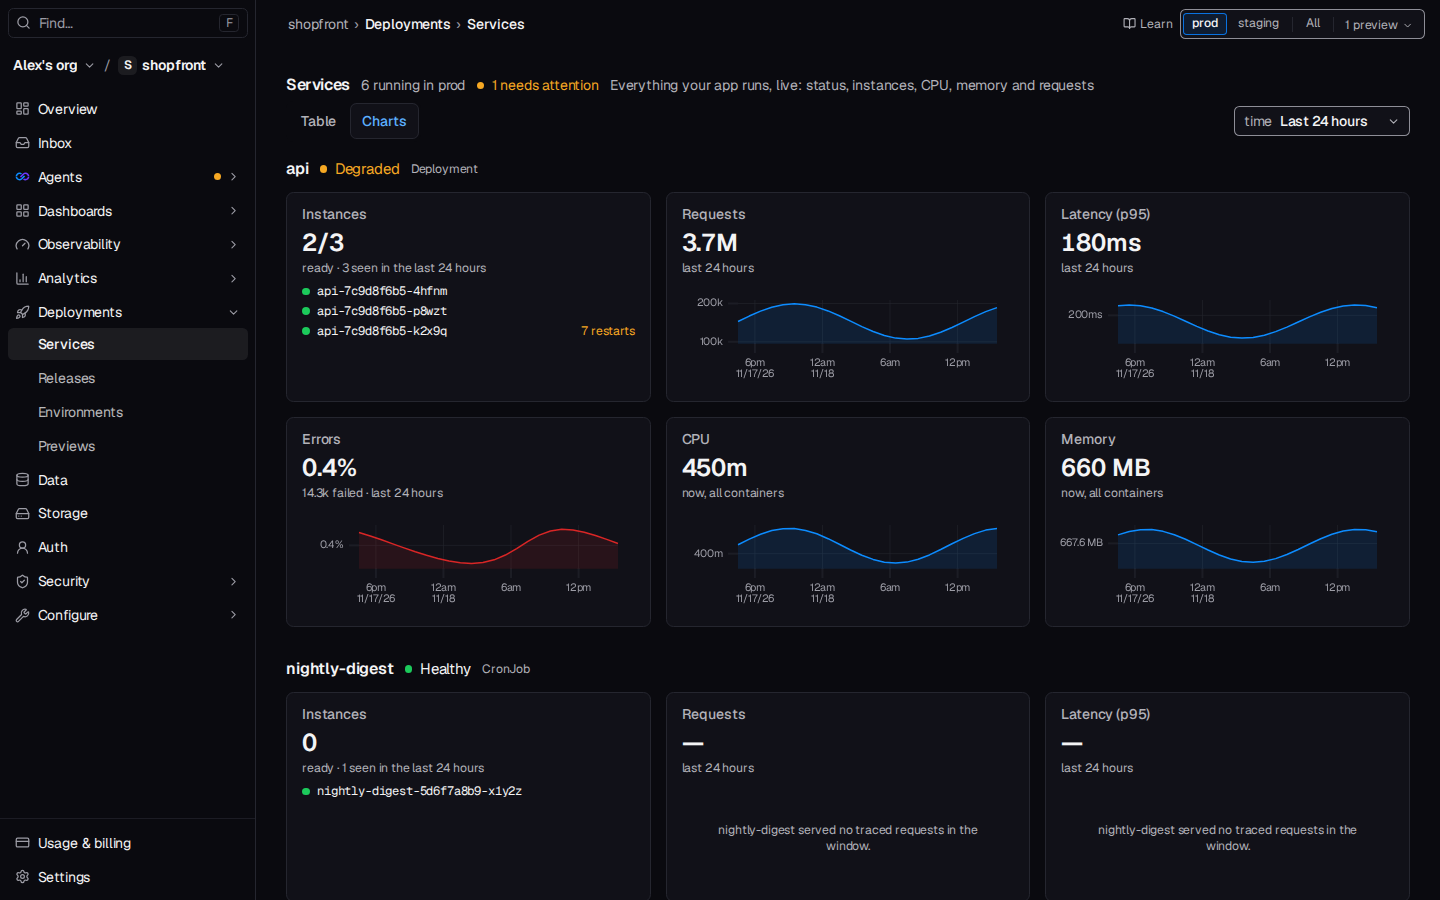 Find...
F
Alex's org / S shopfront
Overview
Inbox
Agents
Dashboards
Observability
Analytics
Deployments
Services
Releases
Environments
Previews
Data
Storage
Auth
Security
Configure
Usage & billing
Settings
shopfront › Deployments › Services
Learn
prod staging All 1 preview
Services 6 running in prod 1 needs attention Everything your app runs, live: status, instances, CPU, memory and requests
Table Charts
time Last 24 hours
api Degraded Deployment
Instances
2/3
ready · 3 seen in the last 24 hours
api-7c9d8f6b5-4hfnm
api-7c9d8f6b5-p8wzt
api-7c9d8f6b5-k2x9q 7 restarts
Requests
3.7M
last 24 hours
200k
100k
6pm 12am 6am 12pm
11/17/26 11/18
Latency (p95)
180ms
last 24 hours
200ms
6pm 12am 6am 12pm
11/17/26 11/18
Errors
0.4%
14.3k failed · last 24 hours
0.4%
6pm 12am 6am 12pm
11/17/26 11/18
CPU
450m
now, all containers
400m
6pm 12am 6am 12pm
11/17/26 11/18
Memory
660 MB
now, all containers
667.6 MB
6pm 12am 6am 12pm
11/17/26 11/18
nightly-digest Healthy CronJob
Instances
0
ready · 1 seen in the last 24 hours
nightly-digest-5d6f7a8b9-x1y2z
Requests
—
last 24 hours
nightly-digest served no traced requests in the
window.
Latency (p95)
—
last 24 hours
nightly-digest served no traced requests in the
window.